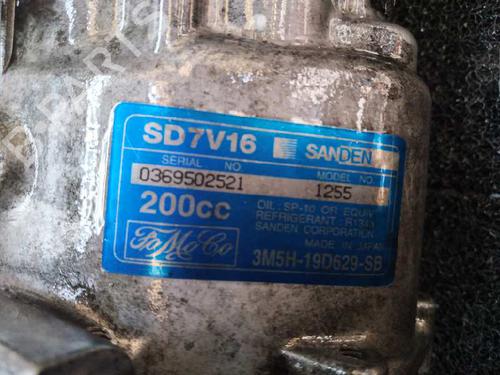 SD7V16 SANDEN
SERIAL NO MODEL NO
0369502521 1255
200cc OIL: SP-10 OR EQUIV
REFRIGERANT: R134a
SANDEN CORPORATION
MADE IN JAPAN
FoMoCo 3M5H-19D629-SB